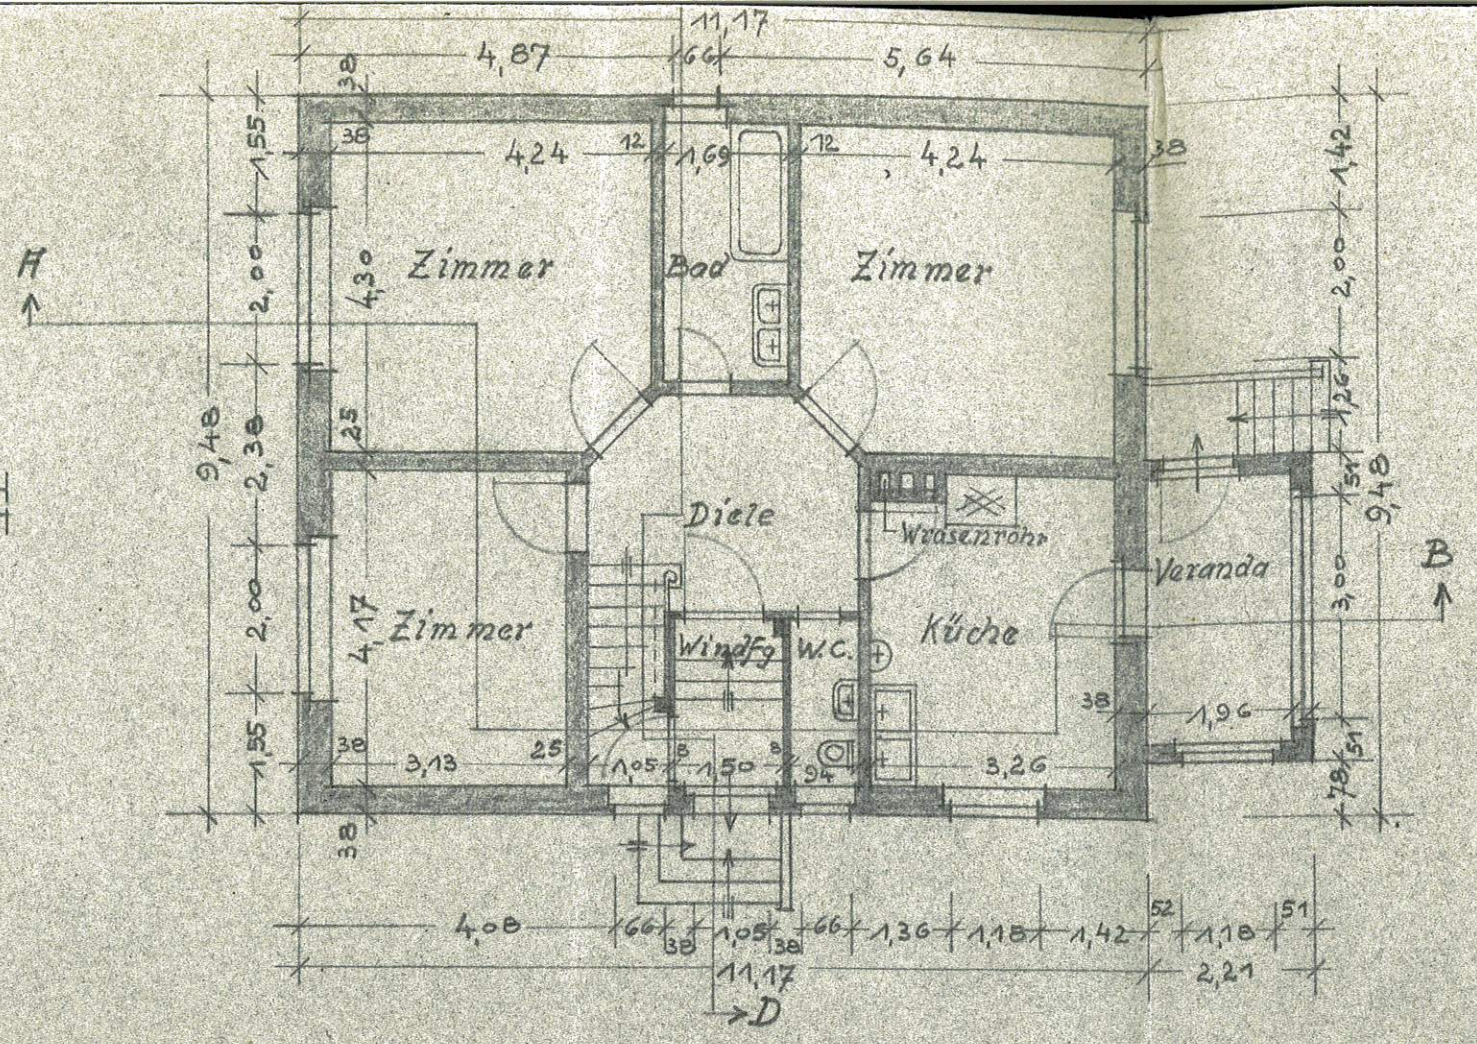 11,17
4,87 66 5,64
38
38 4,24 12 1,69 12 4,24 38
1,55
2,00
2,38
2,00
1,55
9,48
4,30
25
4,17
38
1,42
2,00
1,26
51
3,00
51
78
9,48
A
Zimmer
Bad
Zimmer
Diele
Wrasenrohr
Veranda
B
Zimmer
Windfg
W.C.
Küche
38 1,96
38 3,13 25 1,05 8 1,50 8 94 3,26
4,08 66 38 1,05 38 66 1,36 1,18 1,42 52 1,18 51
11,17 2,21
D